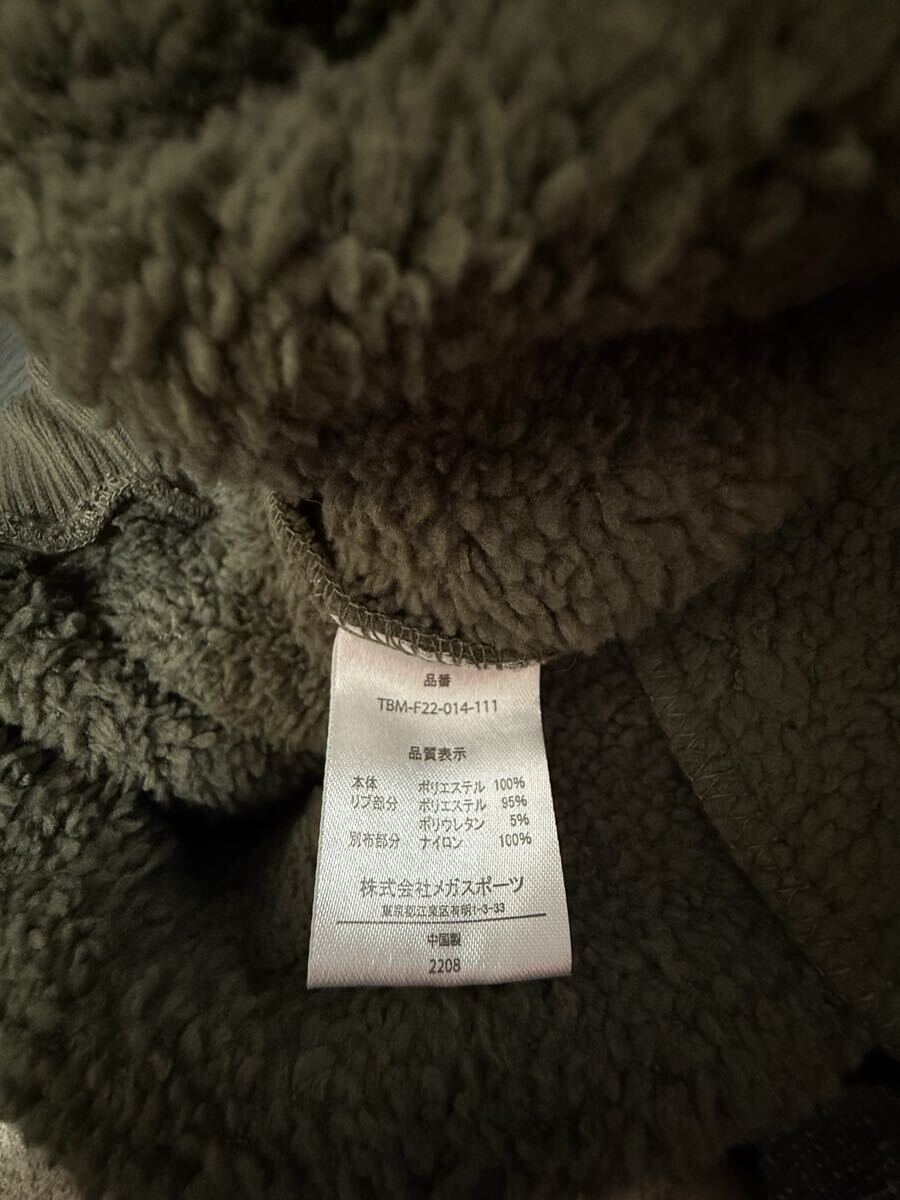 品番
TBM-F22-014-111
品質表示
本体 ポリエステル 100%
リブ部分 ポリエステル 95%
ポリウレタン 5%
別布部分 ナイロン 100%
株式会社メガスポーツ
東京都江東区有明1-3-33
中国製
2208